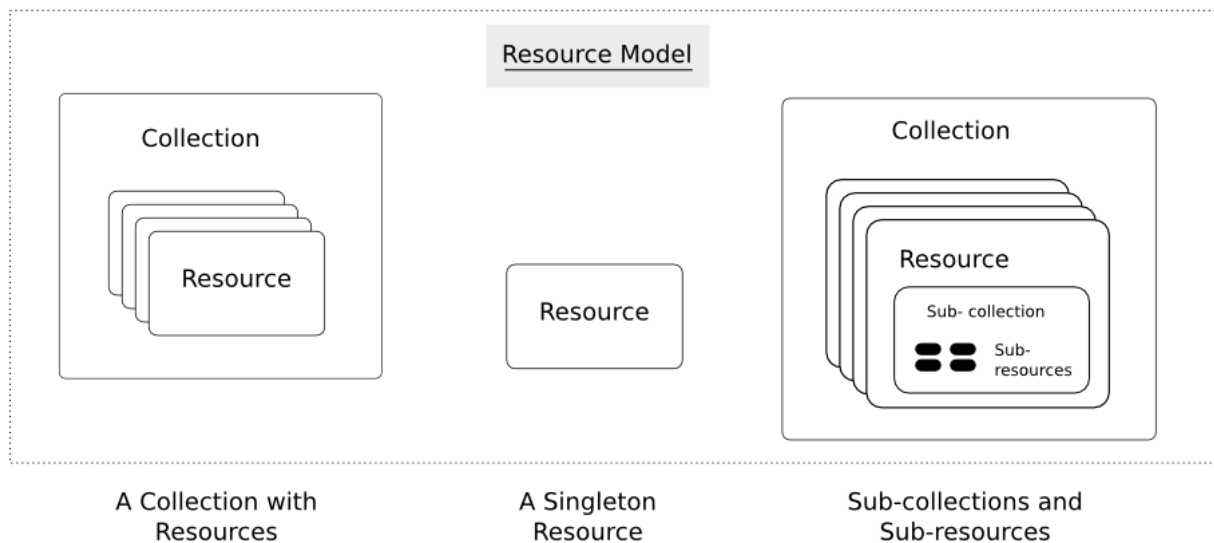 Resource Model
Collection
Resource
Resource
Collection
Resource
Sub- collection
Sub-
resources
A Collection with
Resources
A Singleton
Resource
Sub-collections and
Sub-resources